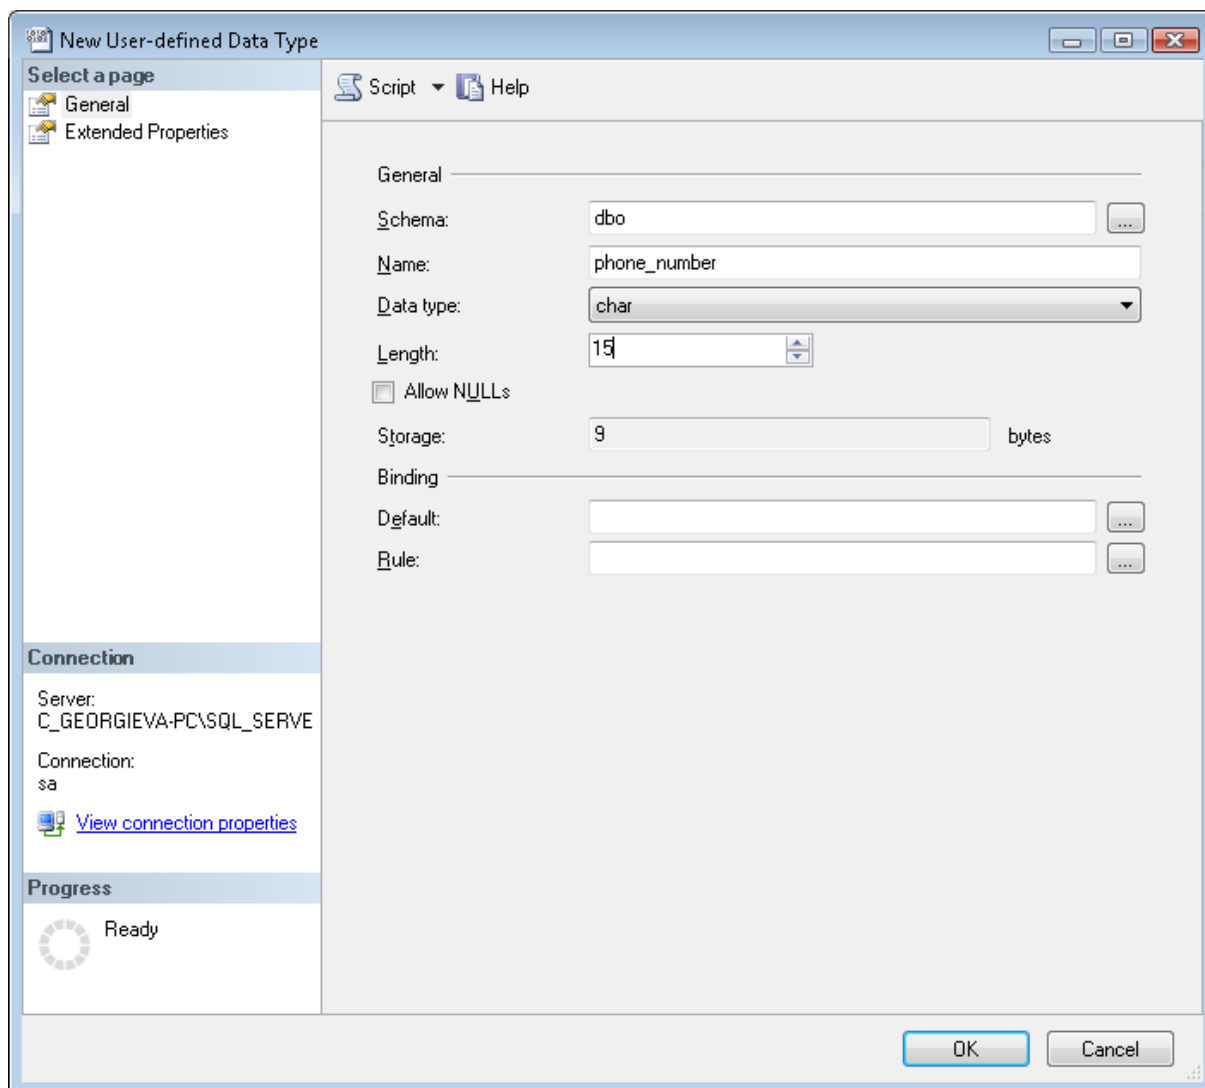 New User-defined Data Type
Select a page
General
Extended Properties
Script Help
General
Schema: dbo ...
Name: phone_number
Data type: char
Length: 15
Allow NULLs
Storage: 9 bytes
Binding
Default: ...
Rule: ...
Connection
Server:
C_GEORGIEVA-PC\SQL_SERVE
Connection:
sa
View connection properties
Progress
Ready
OK Cancel